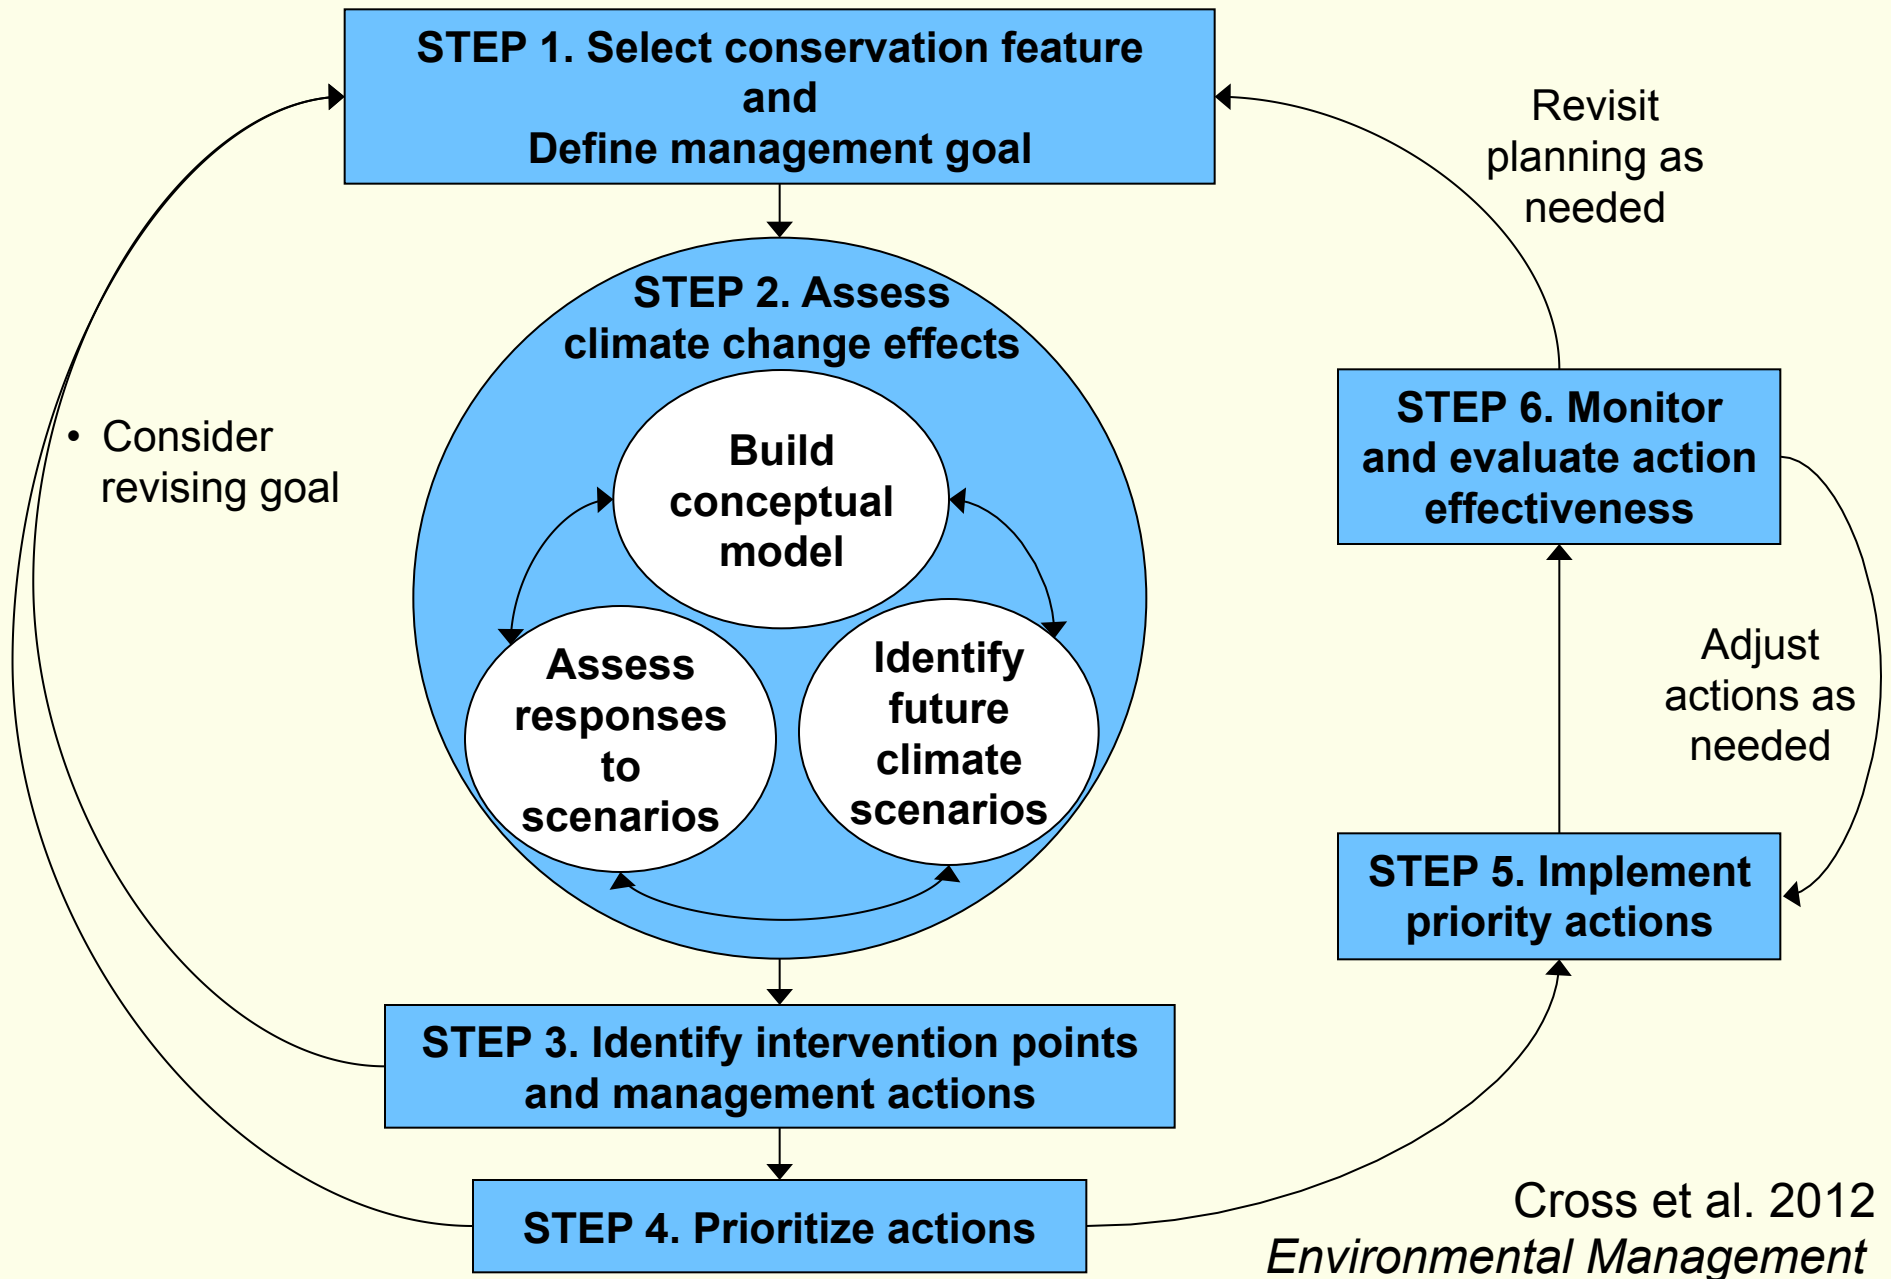 STEP 1. Select conservation feature
and
Define management goal
Revisit
planning as
needed
STEP 2. Assess
climate change effects
• Consider
revising goal
Build
conceptual
model
Assess
responses
to
scenarios
Identify
future
climate
scenarios
STEP 6. Monitor
and evaluate action
effectiveness
Adjust
actions as
needed
STEP 5. Implement
priority actions
STEP 3. Identify intervention points
and management actions
STEP 4. Prioritize actions
Cross et al. 2012
Environmental Management